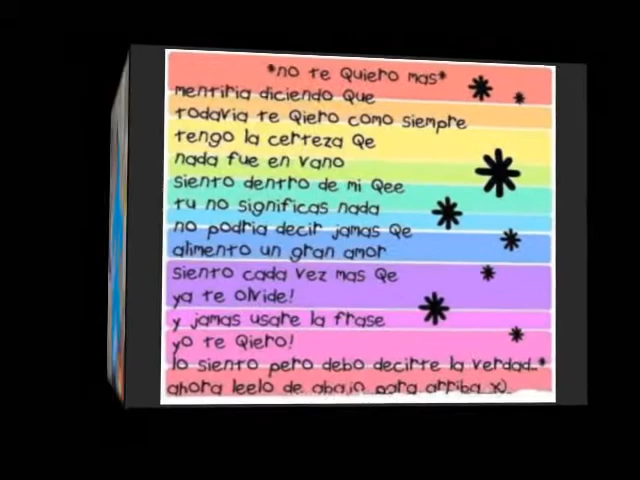 *no te Quiero mas*
mentiria diciendo Que
todavia te Qiero como siempre
tengo la certeza Qe
nada fue en vano
siento dentro de mi Qee
tu no significas nada
no podria decir jamas Qe
alimento un gran amor
siento cada vez mas Qe
ya te olvide!
y jamas usare la frase
yo te Qiero!
lo siento pero debo decirte la verdad..*
ahora leelo de abajo para arriba x)